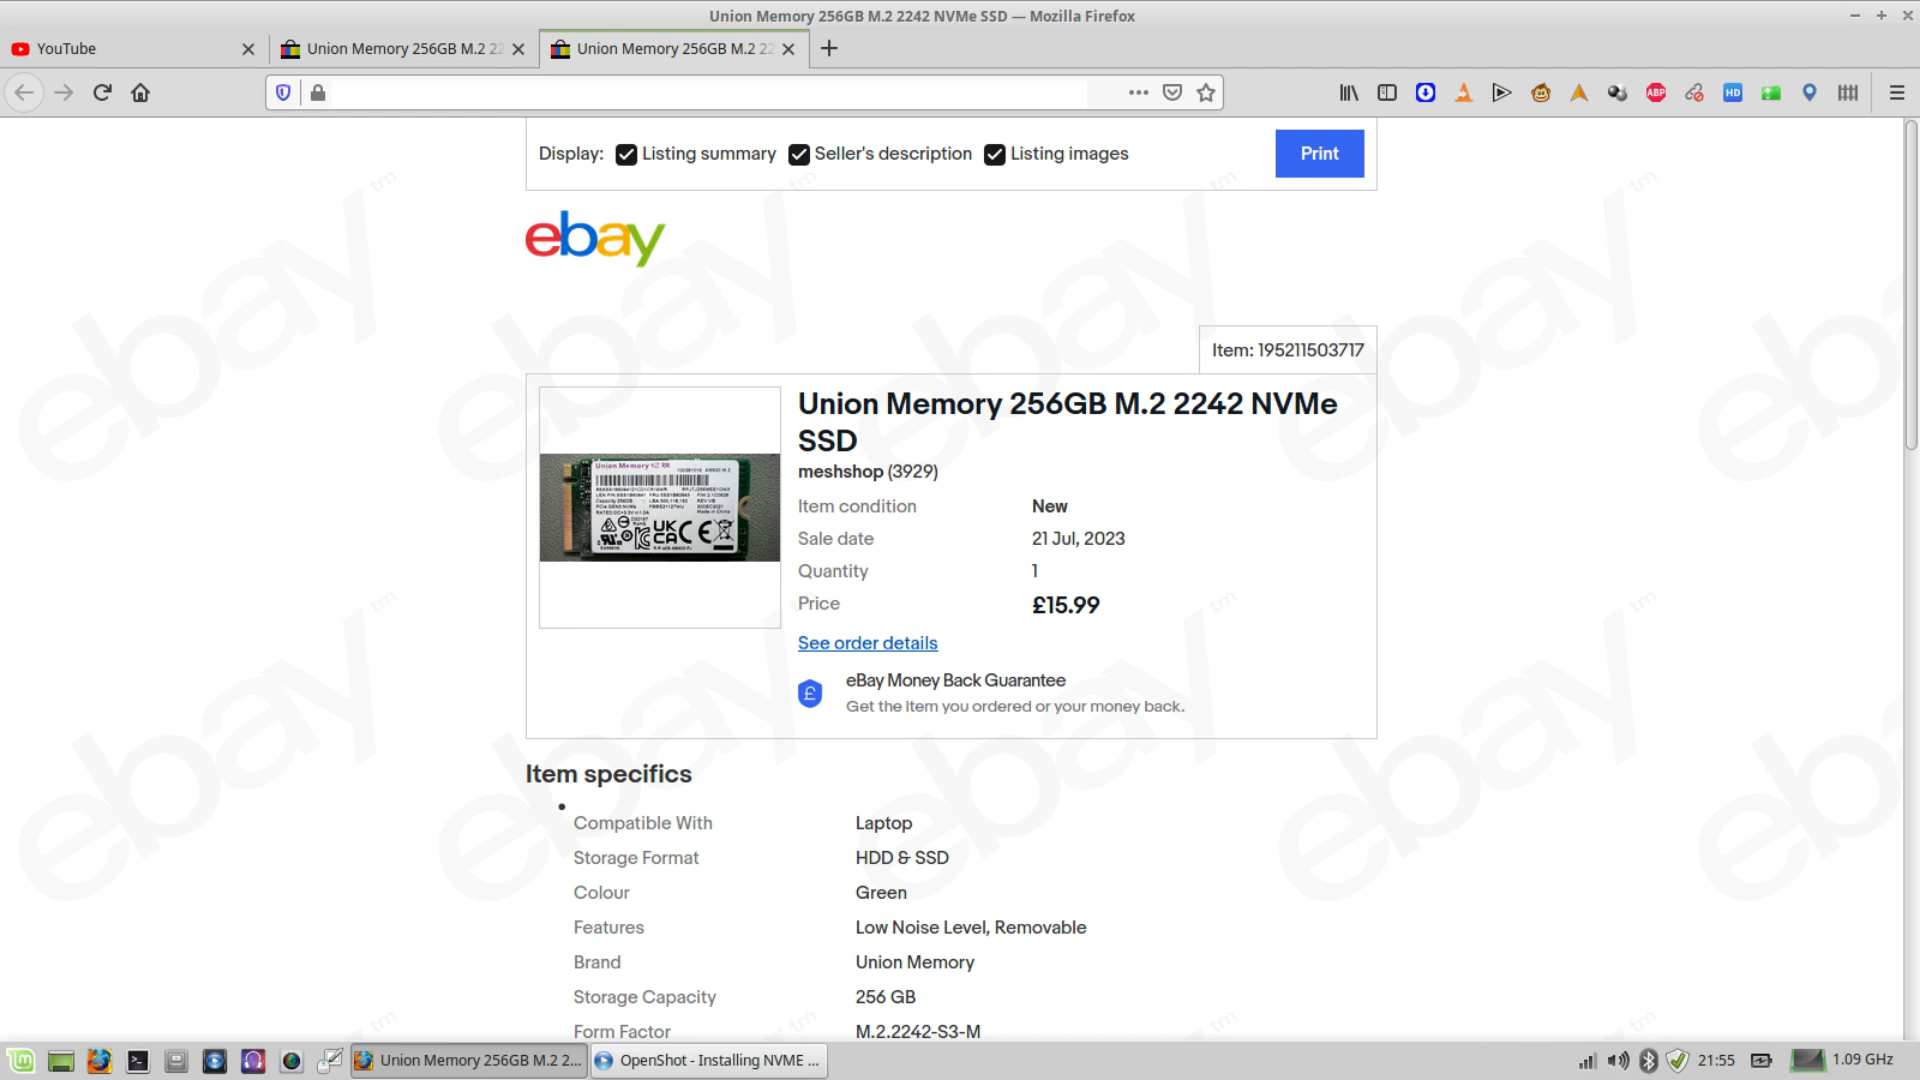 Union Memory 256GB M.2 2242 NVMe SSD — Mozilla Firefox
YouTube
Union Memory 256GB M.2 22
Union Memory 256GB M.2 22
ABP
HD
Display: Listing summary Seller's description Listing images
Print
ebay
Item: 195211503717
Union Memory 256GB M.2 2242 NVMe
SSD
Union Memory
meshshop (3929)
Item condition New
Sale date 21 Jul, 2023
Quantity 1
Price £15.99
See order details
£
eBay Money Back Guarantee
Get the item you ordered or your money back.
Item specifics
Compatible With Laptop
Storage Format HDD & SSD
Colour Green
Features Low Noise Level, Removable
Brand Union Memory
Storage Capacity 256 GB
Form Factor M.2.2242-S3-M
Union Memory 256GB M.2 2...
OpenShot - Installing NVME ...
21:55
1.09 GHz